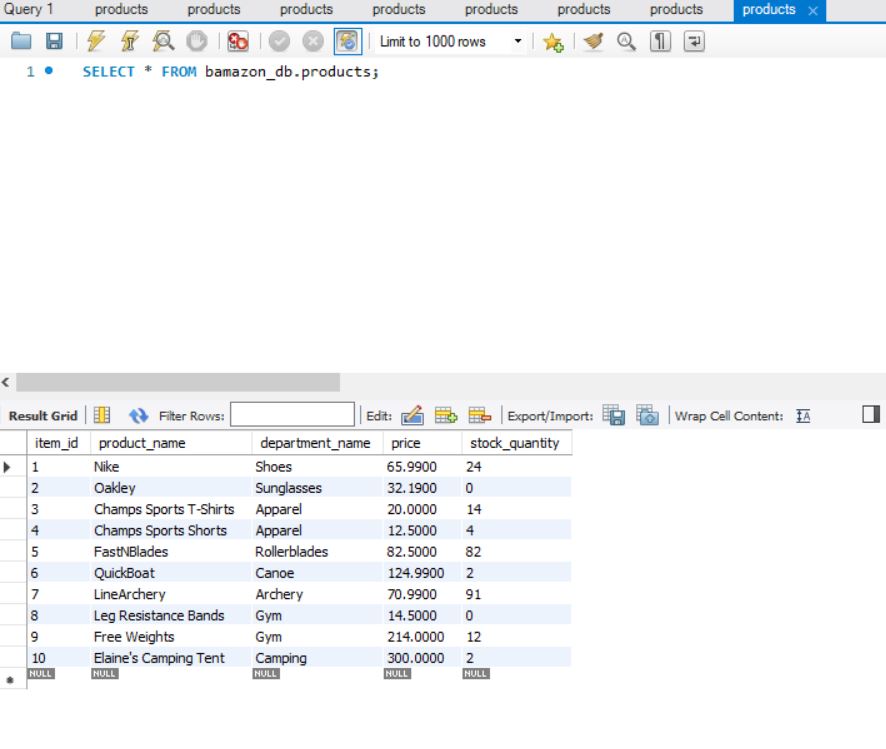 Query 1 products products products products products products products products
Limit to 1000 rows
1 SELECT * FROM bamazon_db.products;
Result Grid Filter Rows: Edit: Export/Import: Wrap Cell Content: IA
item_id product_name department_name price stock_quantity
1 Nike Shoes 65.9900 24
2 Oakley Sunglasses 32.1900 0
3 Champs Sports T-Shirts Apparel 20.0000 14
4 Champs Sports Shorts Apparel 12.5000 4
5 FastNBlades Rollerblades 82.5000 82
6 QuickBoat Canoe 124.9900 2
7 LineArchery Archery 70.9900 91
8 Leg Resistance Bands Gym 14.5000 0
9 Free Weights Gym 214.0000 12
10 Elaine's Camping Tent Camping 300.0000 2
NULL NULL NULL NULL NULL